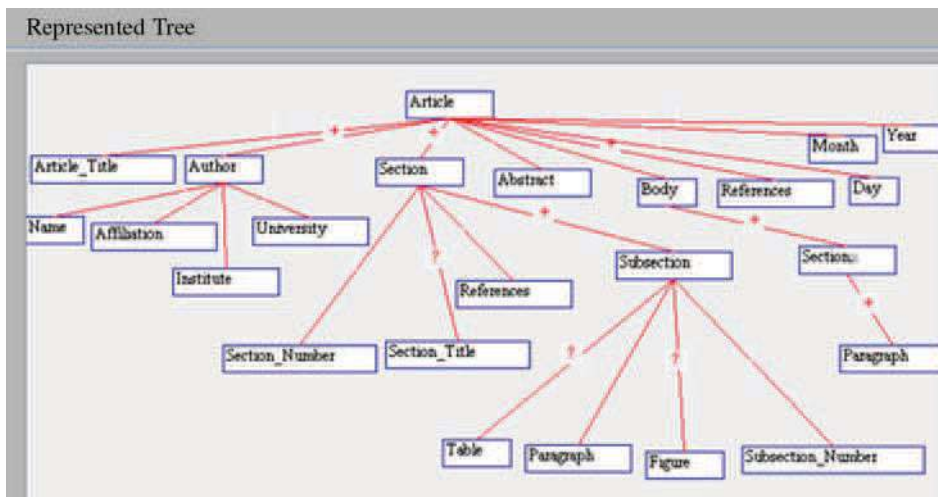 Represented Tree
Article
+
+
+
Article_Title
Author
Section
Abstract
Body
References
Day
Month
Year
Name
Affiliation
University
Institute
+
+
?
Subsection
Section
References
+
Section_Number
Section_Title
Paragraph
?
?
Table
Paragraph
Figure
Subsection_Number